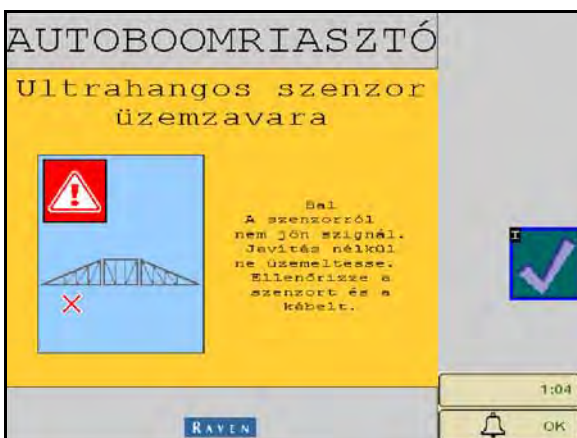 AUTOBOOMRIASZTÓ
Ultrahangos szenzor
üzemzavara
Bal
A szenzorról
nem jön szignál.
Javítás nélkül
ne üzemeltesse.
Ellenőrizze a
szenzort és a
kábelt.
I
1:04
RAVEN
OK